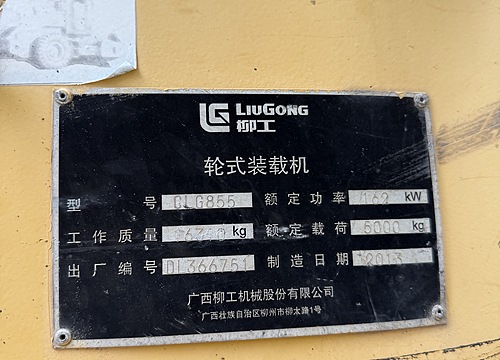 LIUGONG
柳工
轮式装载机
型号 CLG855 额定功率 162 kW
工作质量 kg 额定载荷 5000 kg
出厂编号 DL366751 制造日期 2013
广西柳工机械股份有限公司
广西壮族自治区柳州市柳太路1号